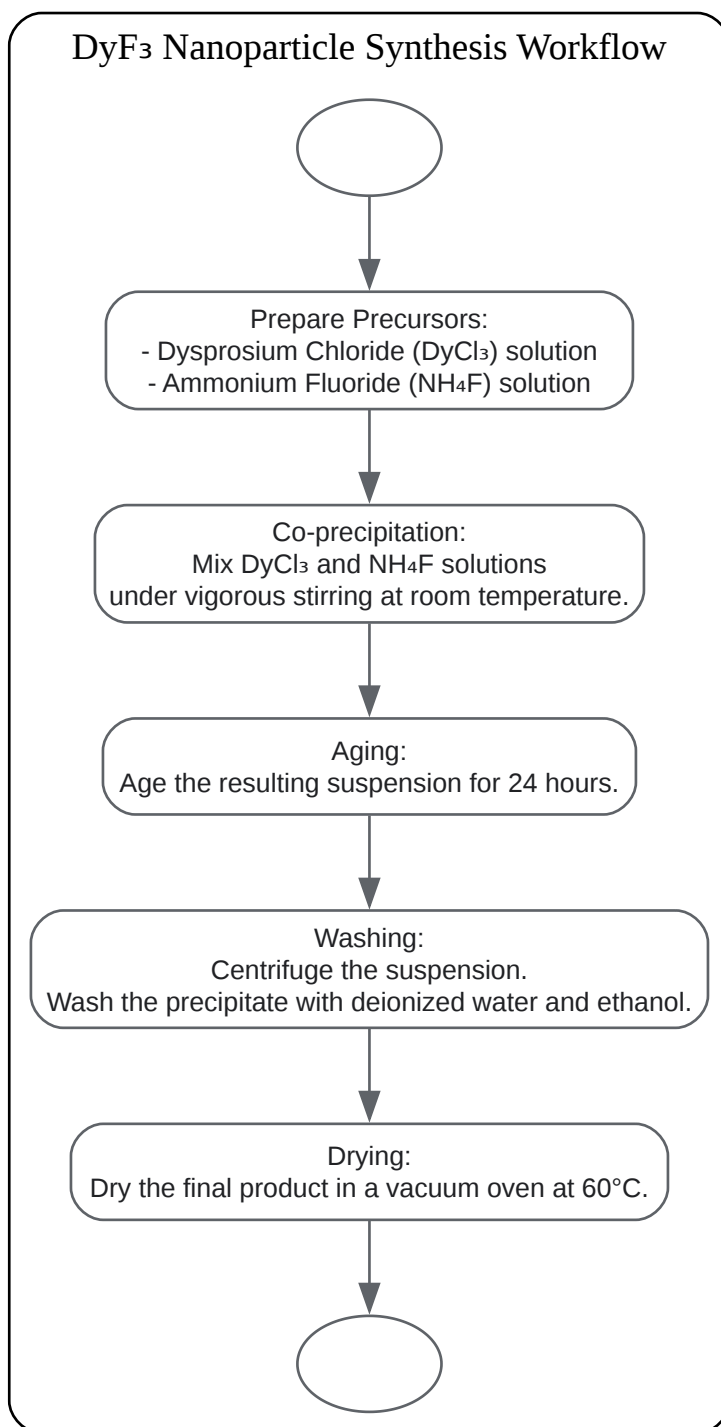 DyF₃ Nanoparticle Synthesis Workflow
Prepare Precursors:
- Dysprosium Chloride (DyCl₃) solution
- Ammonium Fluoride (NH₄F) solution
Co-precipitation:
Mix DyCl₃ and NH₄F solutions
under vigorous stirring at room temperature.
Aging:
Age the resulting suspension for 24 hours.
Washing:
Centrifuge the suspension.
Wash the precipitate with deionized water and ethanol.
Drying:
Dry the final product in a vacuum oven at 60°C.